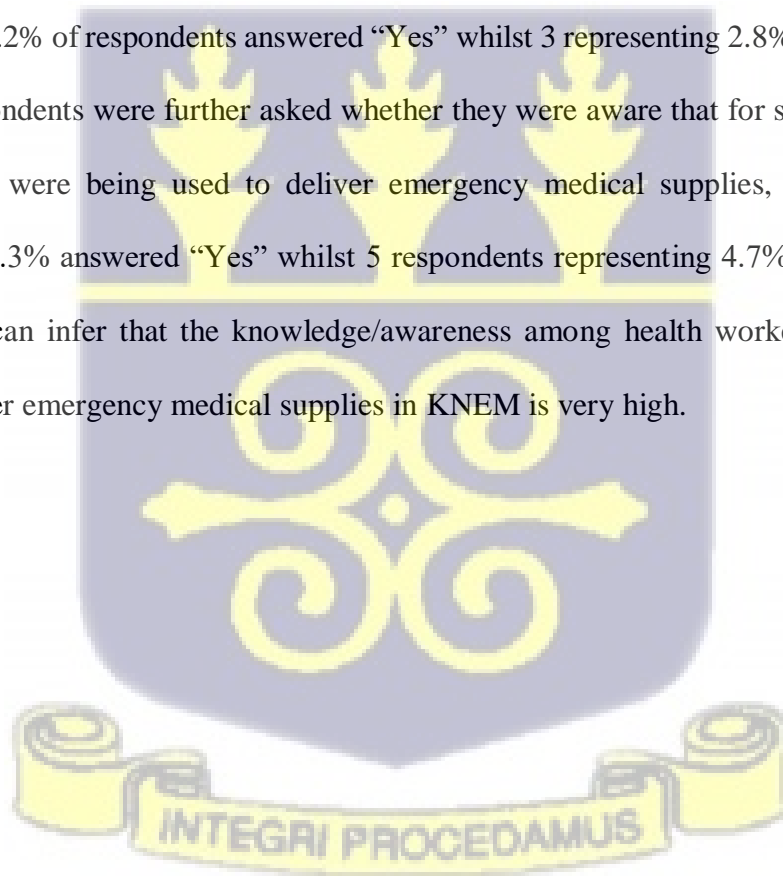 .2% of respondents answered “Yes” whilst 3 representing 2.8%
ndents were further asked whether they were aware that for s
were being used to deliver emergency medical supplies,
.3% answered “Yes” whilst 5 respondents representing 4.7%
can infer that the knowledge/awareness among health work
er emergency medical supplies in KNEM is very high.
INTEGRI PROCEDAMUS